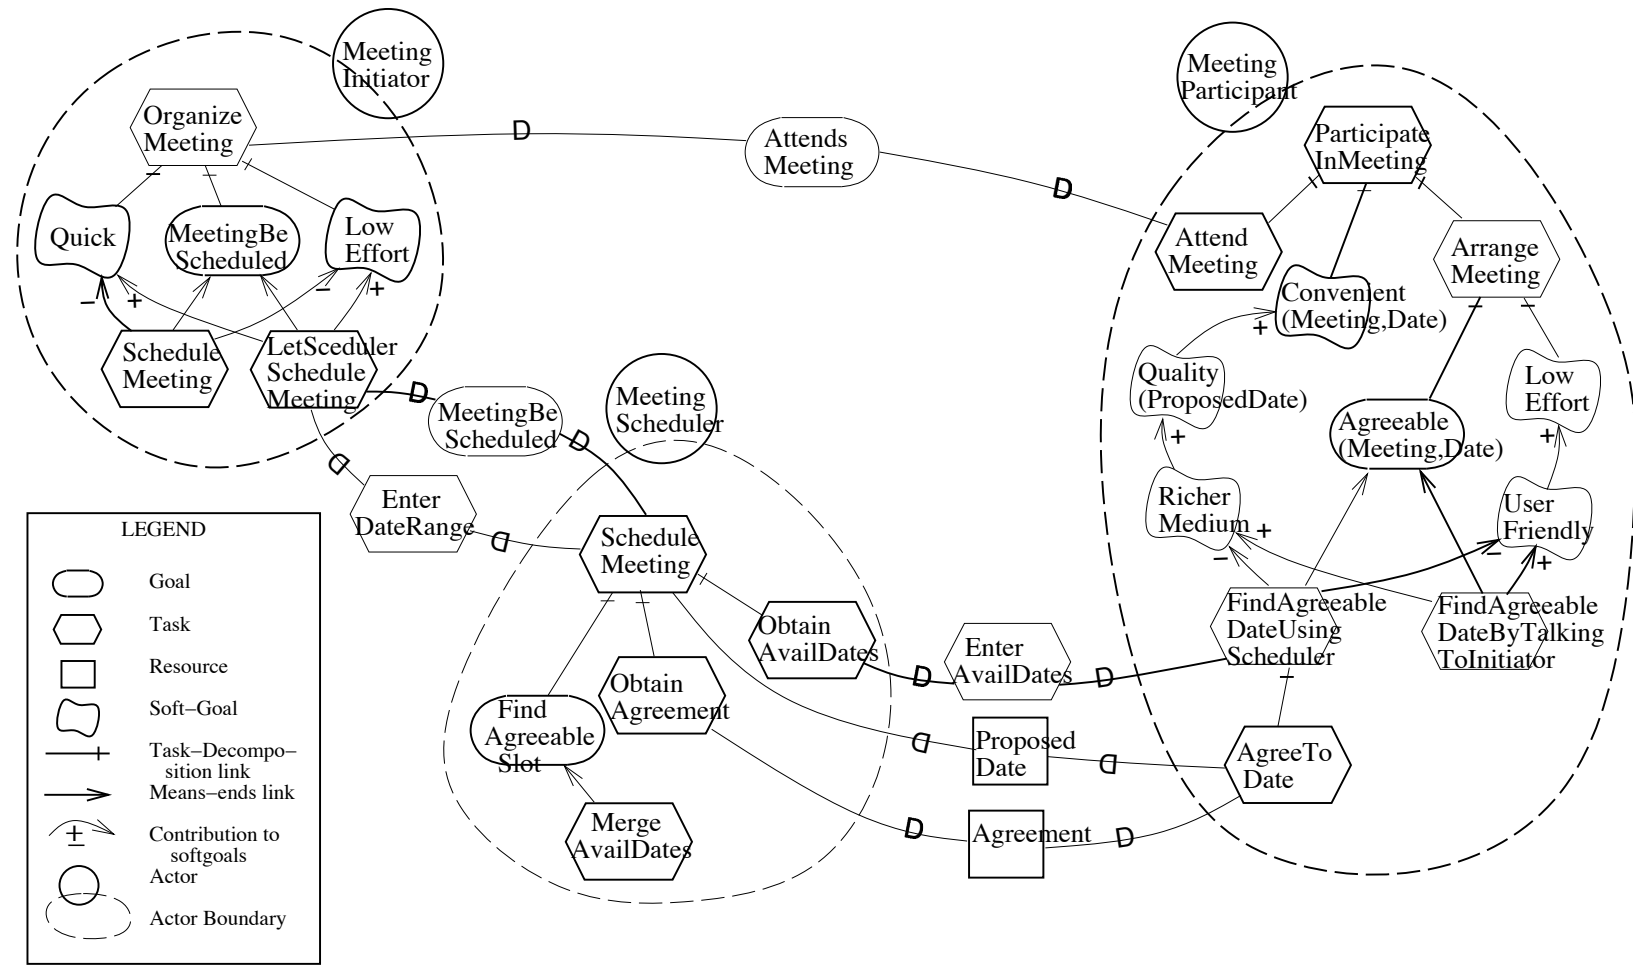 Meeting
Initiator
Organize
Meeting
D
Attends
Meeting
D
Meeting
Participant
Participate
InMeeting
Quick
MeetingBe
Scheduled
Low
Effort
Attend
Meeting
Arrange
Meeting
Convenient
(Meeting,Date)
−
+
−
+
+
Schedule
Meeting
LetSceduler
Schedule
Meeting
D
MeetingBe
Scheduled
D
Meeting
Scheduler
Quality
(ProposedDate)
Low
Effort
Agreeable
(Meeting,Date)
+
+
D
Enter
DateRange
D
Schedule
Meeting
Richer
Medium
User
Friendly
+
−
−
+
Obtain
AvailDates
D
Enter
AvailDates
D
FindAgreeable
DateUsing
Scheduler
FindAgreeable
DateByTalking
ToInitiator
Obtain
Agreement
Find
Agreeable
Slot
D
Proposed
Date
D
AgreeTo
Date
Merge
AvailDates
D
Agreement
D
LEGEND
Goal
Task
Resource
Soft−Goal
Task−Decompo−
sition link
Means−ends link
±
Contribution to
softgoals
Actor
Actor Boundary